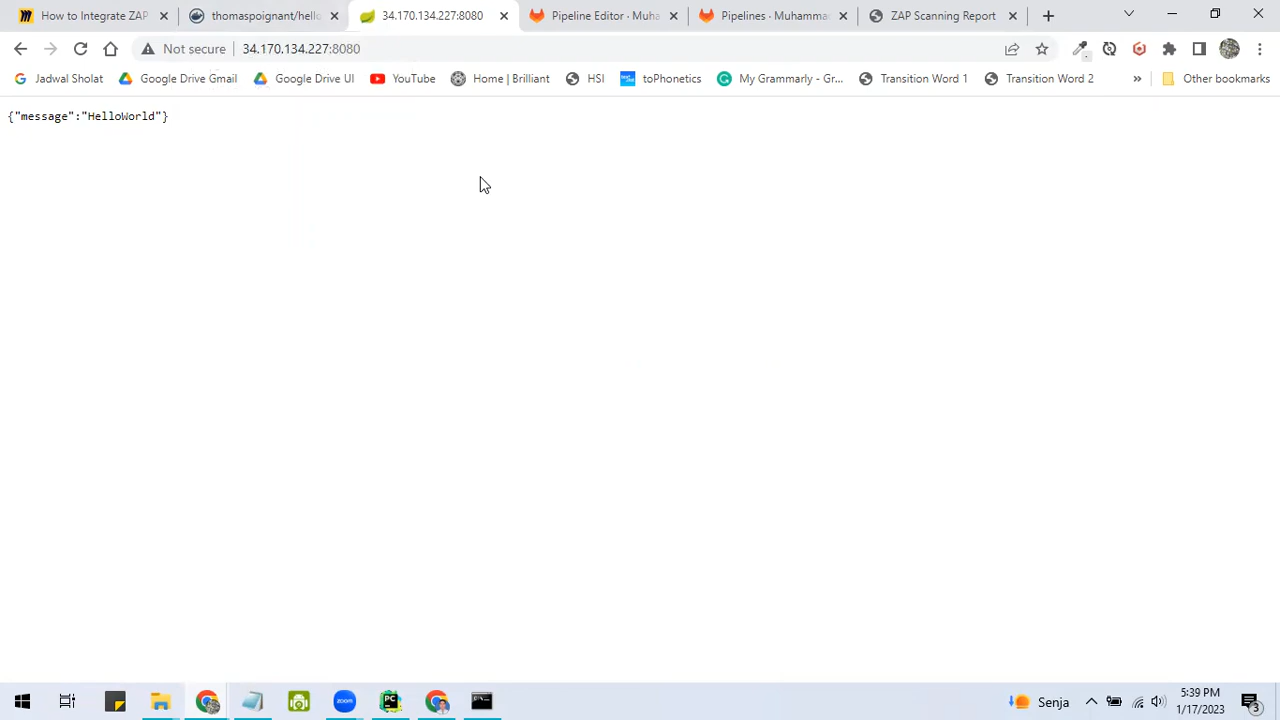 How to Integrate ZAP
thomaspoignant/hello
34.170.134.227:8080
Pipeline Editor · Muha
Pipelines · Muhammad
ZAP Scanning Report
Not secure
34.170.134.227:8080
Jadwal Sholat
Google Drive Gmail
Google Drive UI
YouTube
Home | Brilliant
HSI
toPhonetics
My Grammarly - Gr...
Transition Word 1
Transition Word 2
»
Other bookmarks
{"message":"HelloWorld"}
Senja
5:39 PM
1/17/2023
3